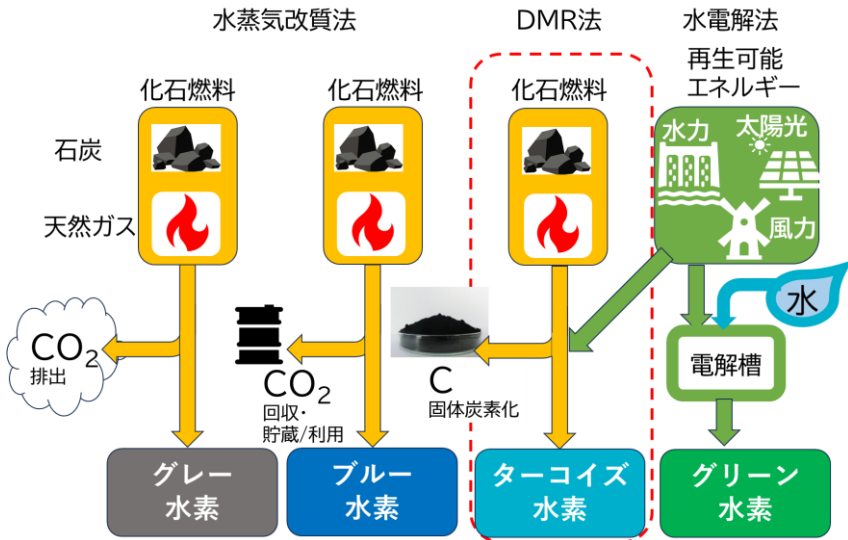 水蒸気改質法
DMR法
水電解法
化石燃料
化石燃料
化石燃料
再生可能
エネルギー
石炭
天然ガス
水力
太陽光
風力
水
電解槽
CO₂
排出
CO₂
回収・
貯蔵/利用
C
固体炭素化
グレー
水素
ブルー
水素
ターコイズ
水素
グリーン
水素